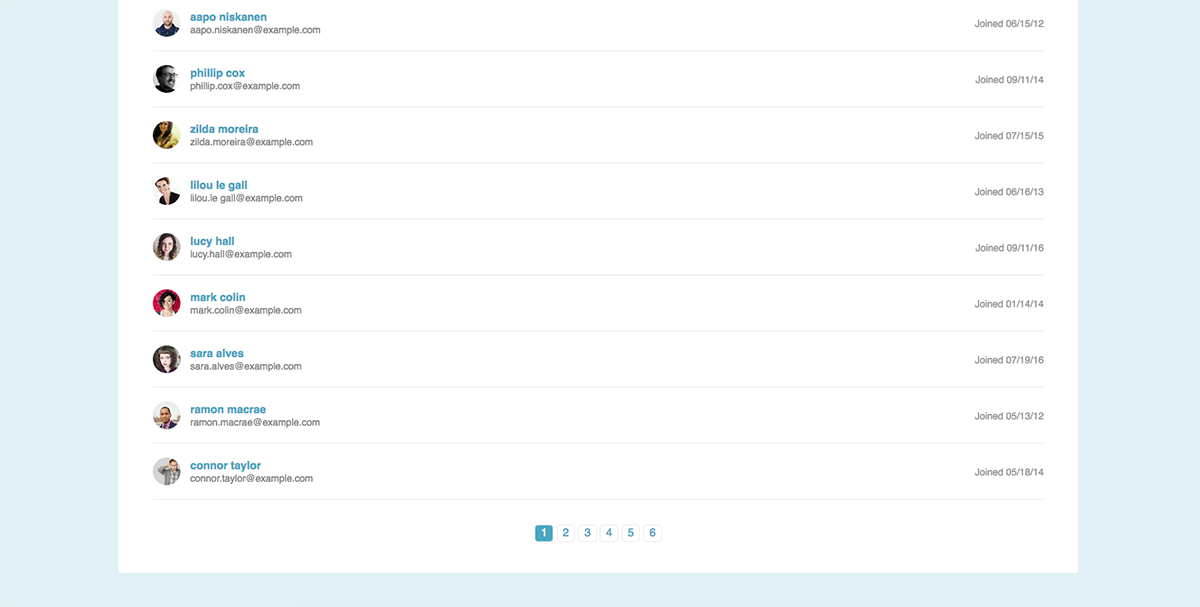 aapo niskanen
aapo.niskanen@example.com
Joined 06/15/12
phillip cox
phillip.cox@example.com
Joined 09/11/14
zilda moreira
zilda.moreira@example.com
Joined 07/15/15
lilou le gall
lilou.le gall@example.com
Joined 06/16/13
lucy hall
lucy.hall@example.com
Joined 09/11/16
mark colin
mark.colin@example.com
Joined 01/14/14
sara alves
sara.alves@example.com
Joined 07/19/16
ramon macrae
ramon.macrae@example.com
Joined 05/13/12
connor taylor
connor.taylor@example.com
Joined 05/18/14
1 2 3 4 5 6